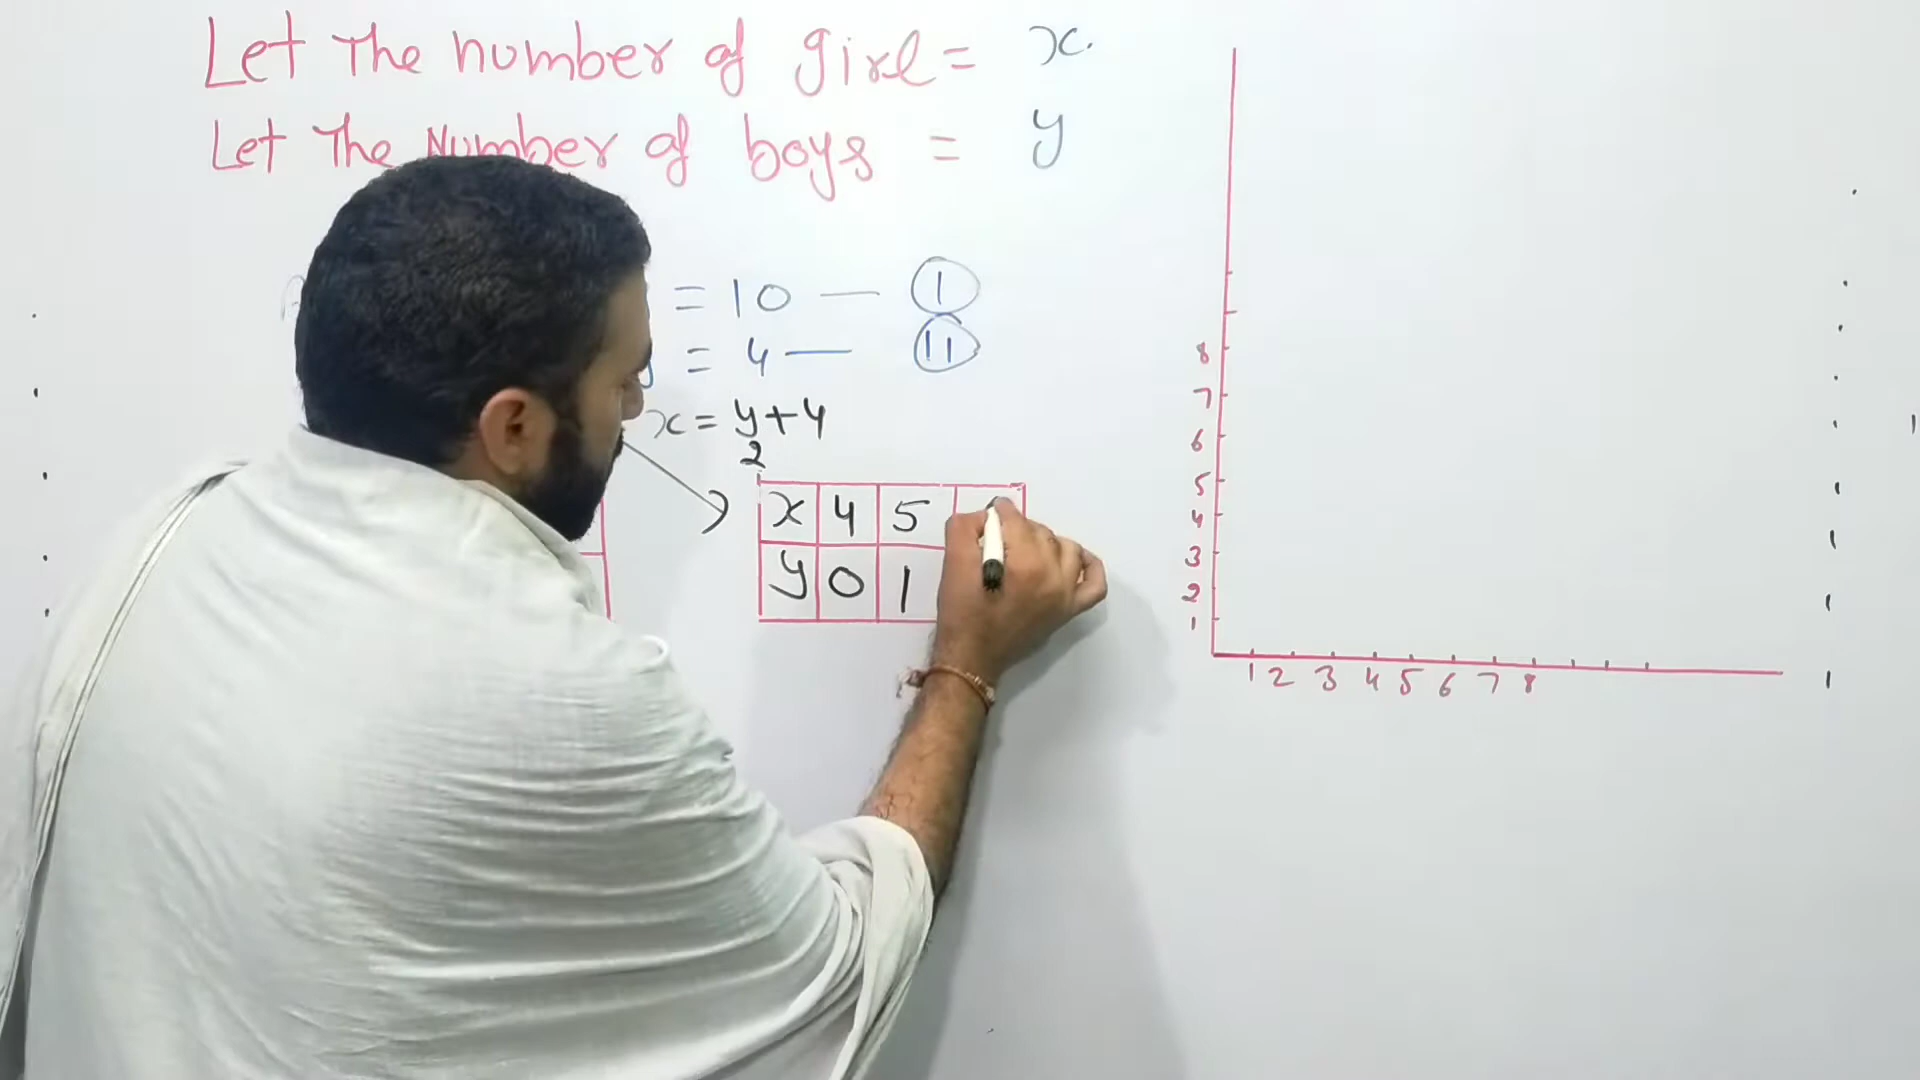 Let The number of girl = x.
Let The Number of boys = y
= 10 — 1
y = 4 — 11
x = y + 4
2
x 4 5
y 0 1
8
7
6
5
4
3
2
1
1 2 3 4 5 6 7 8